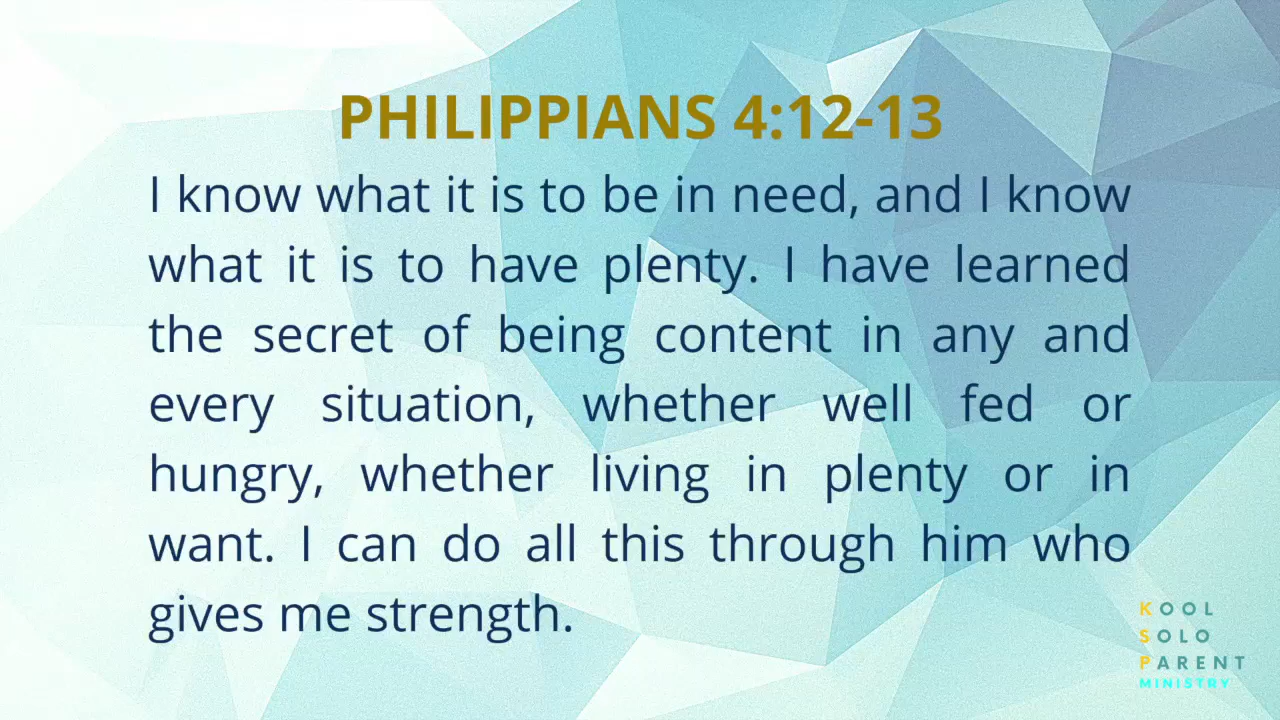 PHILIPPIANS 4:12-13
I know what it is to be in need, and I know
what it is to have plenty. I have learned
the secret of being content in any and
every situation, whether well fed or
hungry, whether living in plenty or in
want. I can do all this through him who
gives me strength.
KOOL
SOLO
PARENT
MINISTRY